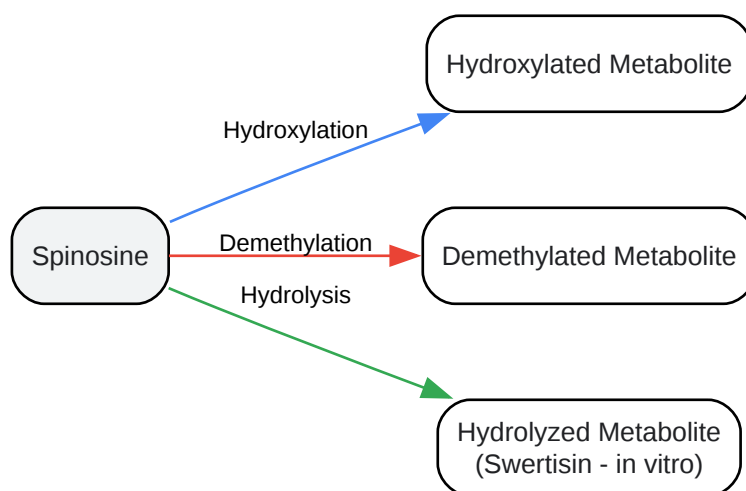 Hydroxylated Metabolite
Hydroxylation
Spinosine
Demethylation
Demethylated Metabolite
Hydrolysis
Hydrolyzed Metabolite
(Swertisin - in vitro)